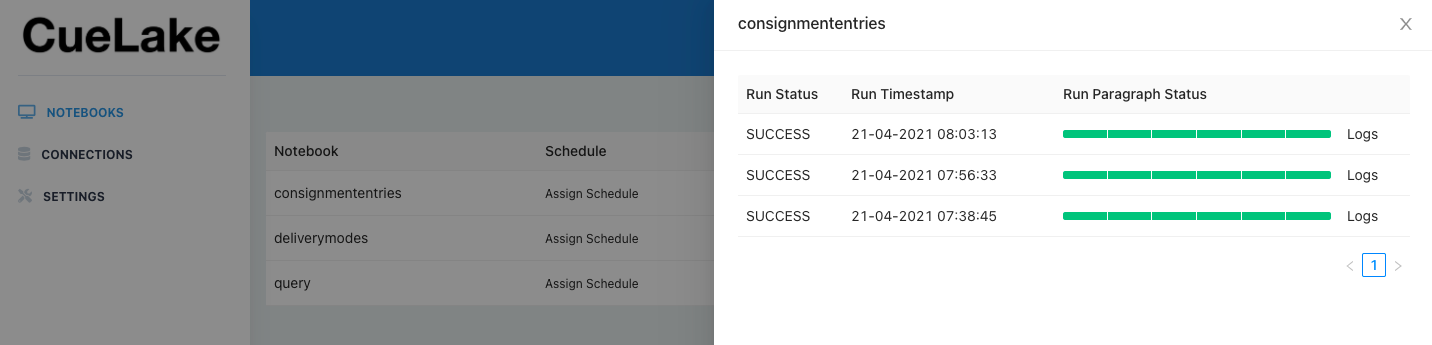 CueLake
NOTEBOOKS
CONNECTIONS
SETTINGS
Notebook Schedule
consignmententries Assign Schedule
deliverymodes Assign Schedule
query Assign Schedule
consignmententries
Run Status Run Timestamp Run Paragraph Status
SUCCESS 21-04-2021 08:03:13 Logs
SUCCESS 21-04-2021 07:56:33 Logs
SUCCESS 21-04-2021 07:38:45 Logs
1